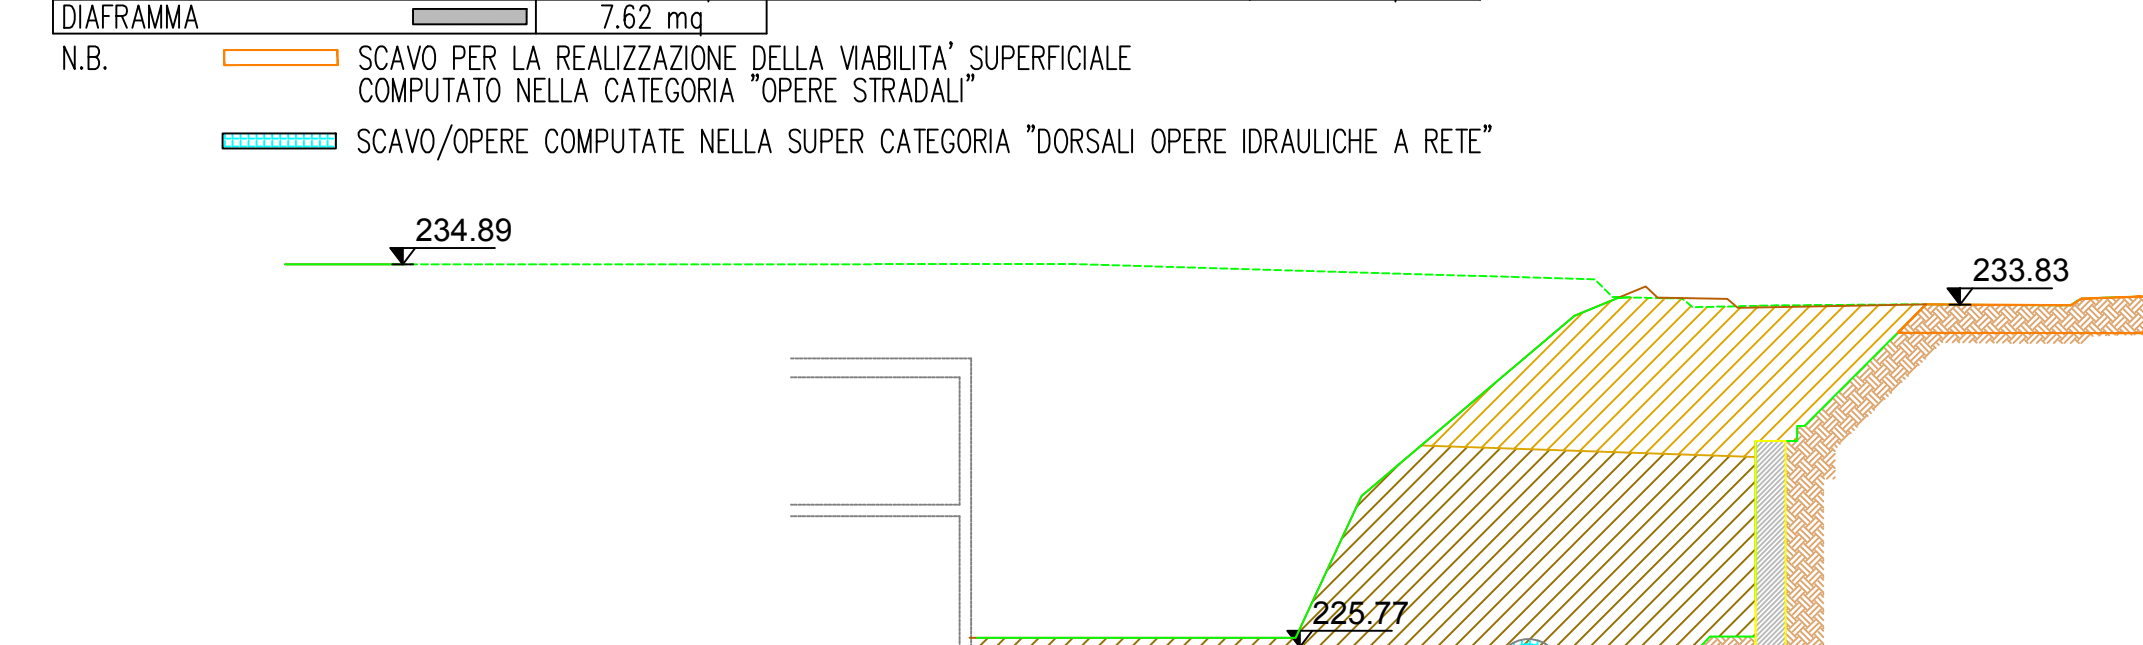 DIAFRAMMA 7.62 mq
N.B. SCAVO PER LA REALIZZAZIONE DELLA VIABILITA' SUPERFICIALE
COMPUTATO NELLA CATEGORIA "OPERE STRADALI"
SCAVO/OPERE COMPUTATE NELLA SUPER CATEGORIA "DORSALI OPERE IDRAULICHE A RETE"
234.89
233.83
225.77